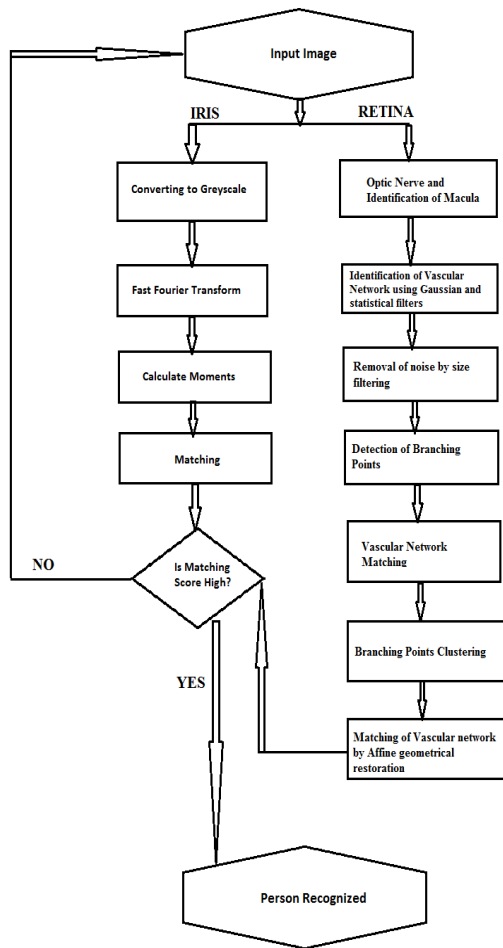 Input Image
IRIS
RETINA
Converting to Greyscale
Fast Fourier Transform
Calculate Moments
Matching
Is Matching
Score High?
NO
YES
Optic Nerve and
Identification of Macula
Identification of Vascular
Network using Gaussian and
statistical filters
Removal of noise by size
filtering
Detection of Branching
Points
Vascular Network
Matching
Branching Points Clustering
Matching of Vascular network
by Affine geometrical
restoration
Person Recognized